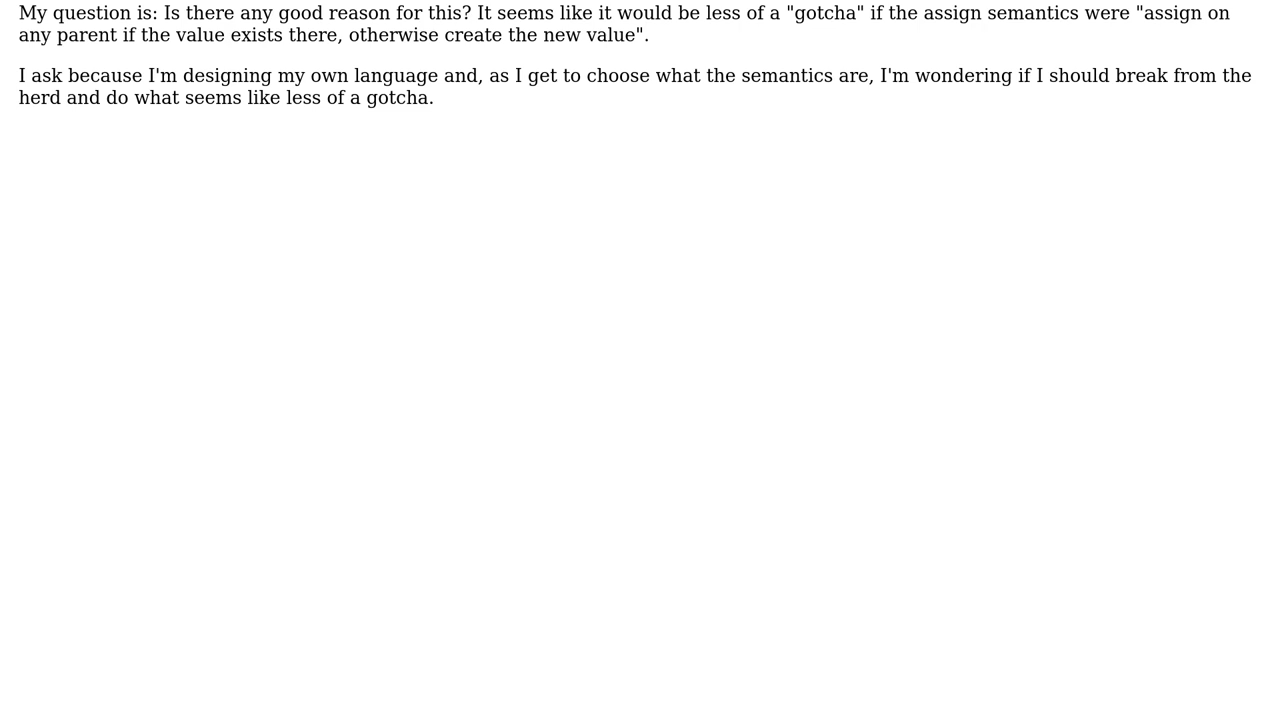 My question is: Is there any good reason for this? It seems like it would be less of a "gotcha" if the assign semantics were "assign on
any parent if the value exists there, otherwise create the new value".
I ask because I'm designing my own language and, as I get to choose what the semantics are, I'm wondering if I should break from the
herd and do what seems like less of a gotcha.